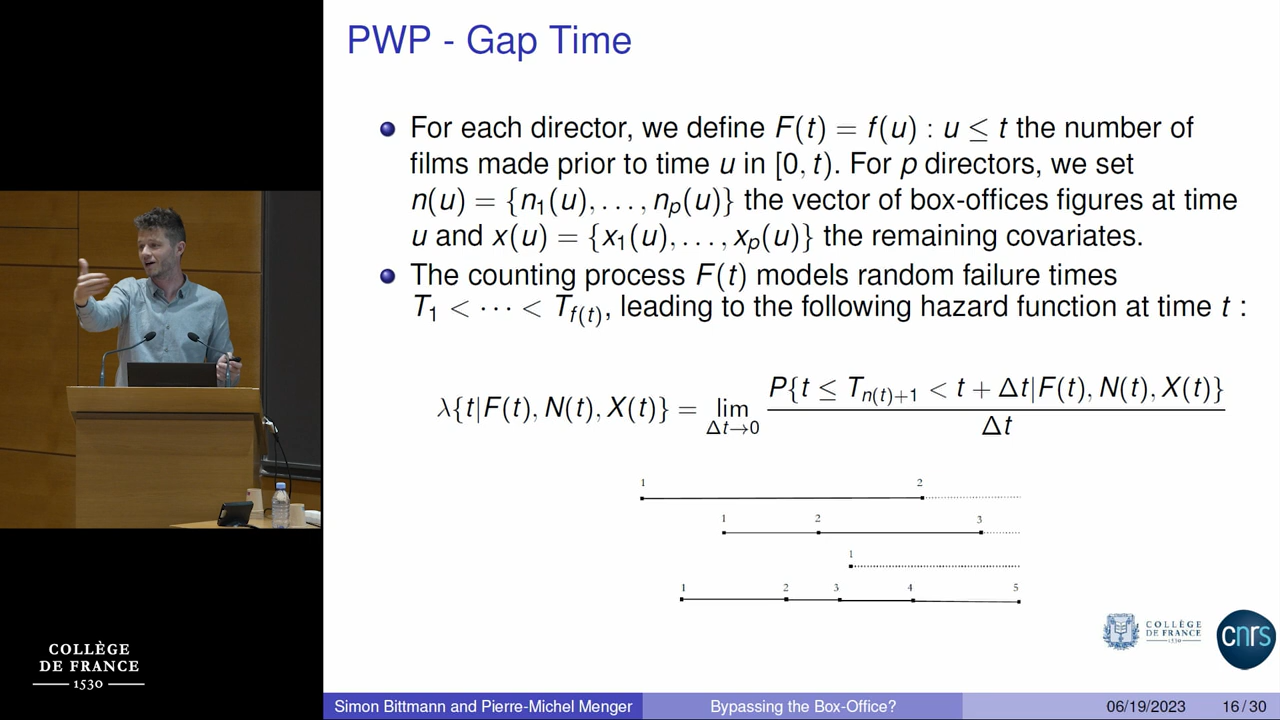 PWP - Gap Time
For each director, we define F(t) = f(u) : u ≤ t the number of
films made prior to time u in [0, t). For p directors, we set
n(u) = {n₁(u), . . . , nₚ(u)} the vector of box-offices figures at time
u and x(u) = {x₁(u), . . . , xₚ(u)} the remaining covariates.
The counting process F(t) models random failure times
T₁ < · · · < T_{f(t)}, leading to the following hazard function at time t :
λ{t|F(t), N(t), X(t)} = lim_{Δt→0} P{t ≤ T_{n(t)+1} < t + Δt|F(t), N(t), X(t)} / Δt
1 2
1 2 3
1
1 2 3 4 5
COLLÈGE
DE FRANCE
1530
COLLÈGE
DE FRANCE
1530
cnrs
Simon Bittmann and Pierre-Michel Menger Bypassing the Box-Office? 06/19/2023 16 / 30